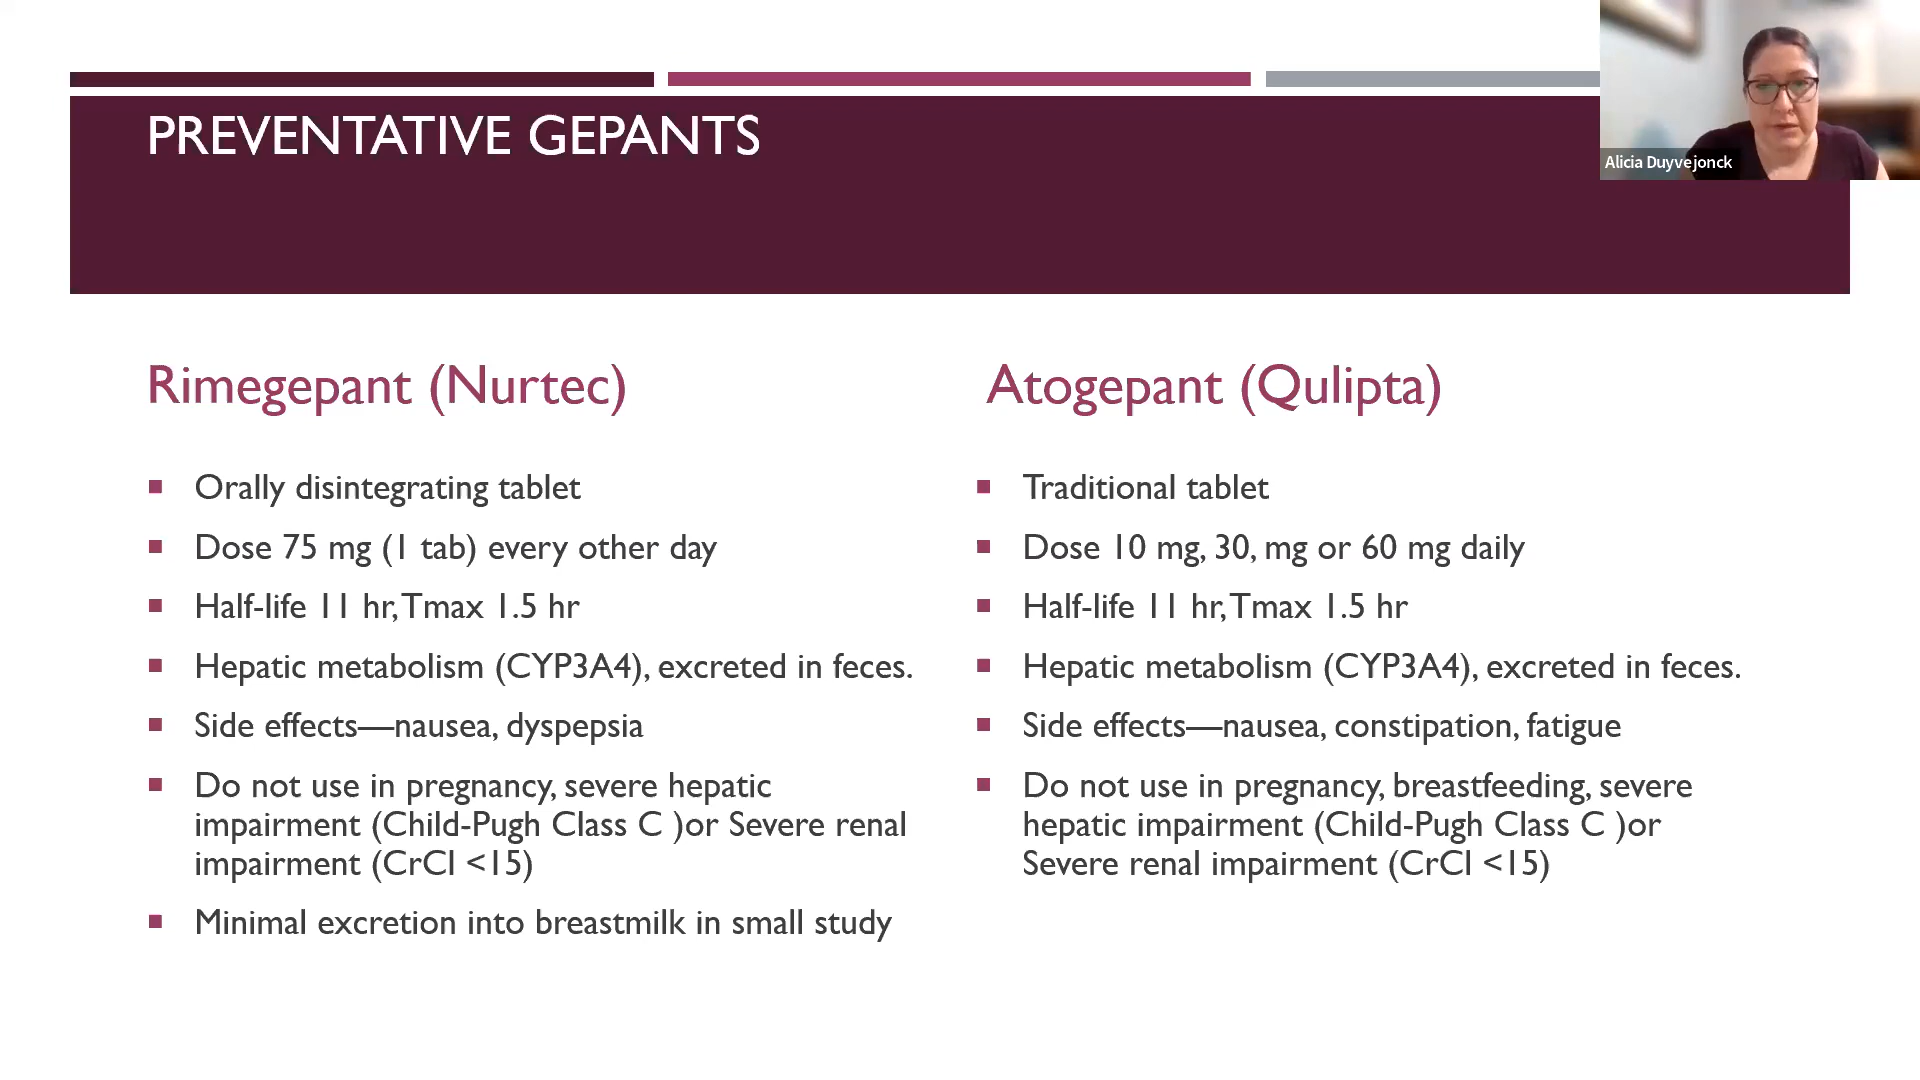 PREVENTATIVE GEPANTS
Alicia Duyvejonck
Rimegepant (Nurtec)
Orally disintegrating tablet
Dose 75 mg (1 tab) every other day
Half-life 11 hr, Tmax 1.5 hr
Hepatic metabolism (CYP3A4), excreted in feces.
Side effects—nausea, dyspepsia
Do not use in pregnancy, severe hepatic
impairment (Child-Pugh Class C )or Severe renal
impairment (CrCl <15)
Minimal excretion into breastmilk in small study
Atogepant (Qulipta)
Traditional tablet
Dose 10 mg, 30, mg or 60 mg daily
Half-life 11 hr, Tmax 1.5 hr
Hepatic metabolism (CYP3A4), excreted in feces.
Side effects—nausea, constipation, fatigue
Do not use in pregnancy, breastfeeding, severe
hepatic impairment (Child-Pugh Class C )or
Severe renal impairment (CrCl <15)